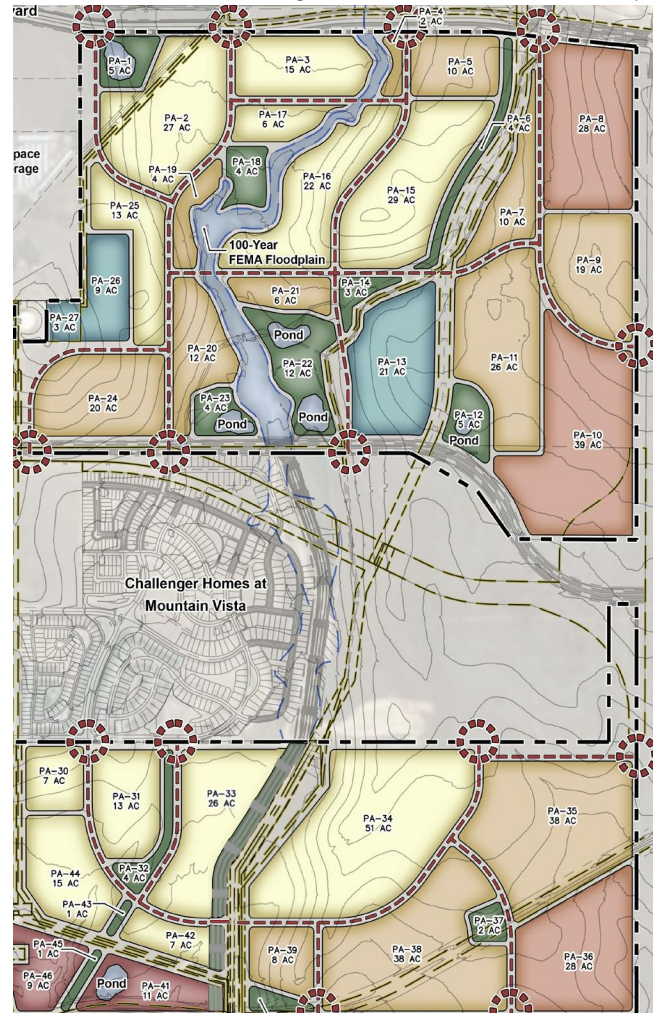 vard
PA-4
2 AC
PA-1
5 AC
PA-3
15 AC
PA-5
10 AC
PA-2
27 AC
PA-17
6 AC
PA-6
4 AC
PA-8
28 AC
pace
rage
PA-18
4 AC
PA-19
4 AC
PA-16
22 AC
PA-15
29 AC
PA-25
13 AC
PA-7
10 AC
100-Year
FEMA Floodplain
PA-9
19 AC
PA-26
9 AC
PA-14
3 AC
PA-21
6 AC
PA-27
3 AC
Pond
PA-20
12 AC
PA-22
12 AC
PA-13
21 AC
PA-11
26 AC
PA-24
20 AC
PA-23
4 AC
Pond
Pond
PA-12
5 AC
Pond
PA-10
39 AC
Challenger Homes at
Mountain Vista
PA-30
7 AC
PA-31
13 AC
PA-33
26 AC
PA-34
51 AC
PA-35
38 AC
PA-32
4 AC
PA-44
15 AC
PA-43
1 AC
PA-37
2 AC
PA-42
7 AC
PA-45
1 AC
PA-39
8 AC
PA-38
38 AC
PA-36
28 AC
PA-46
9 AC
Pond
PA-41
11 AC